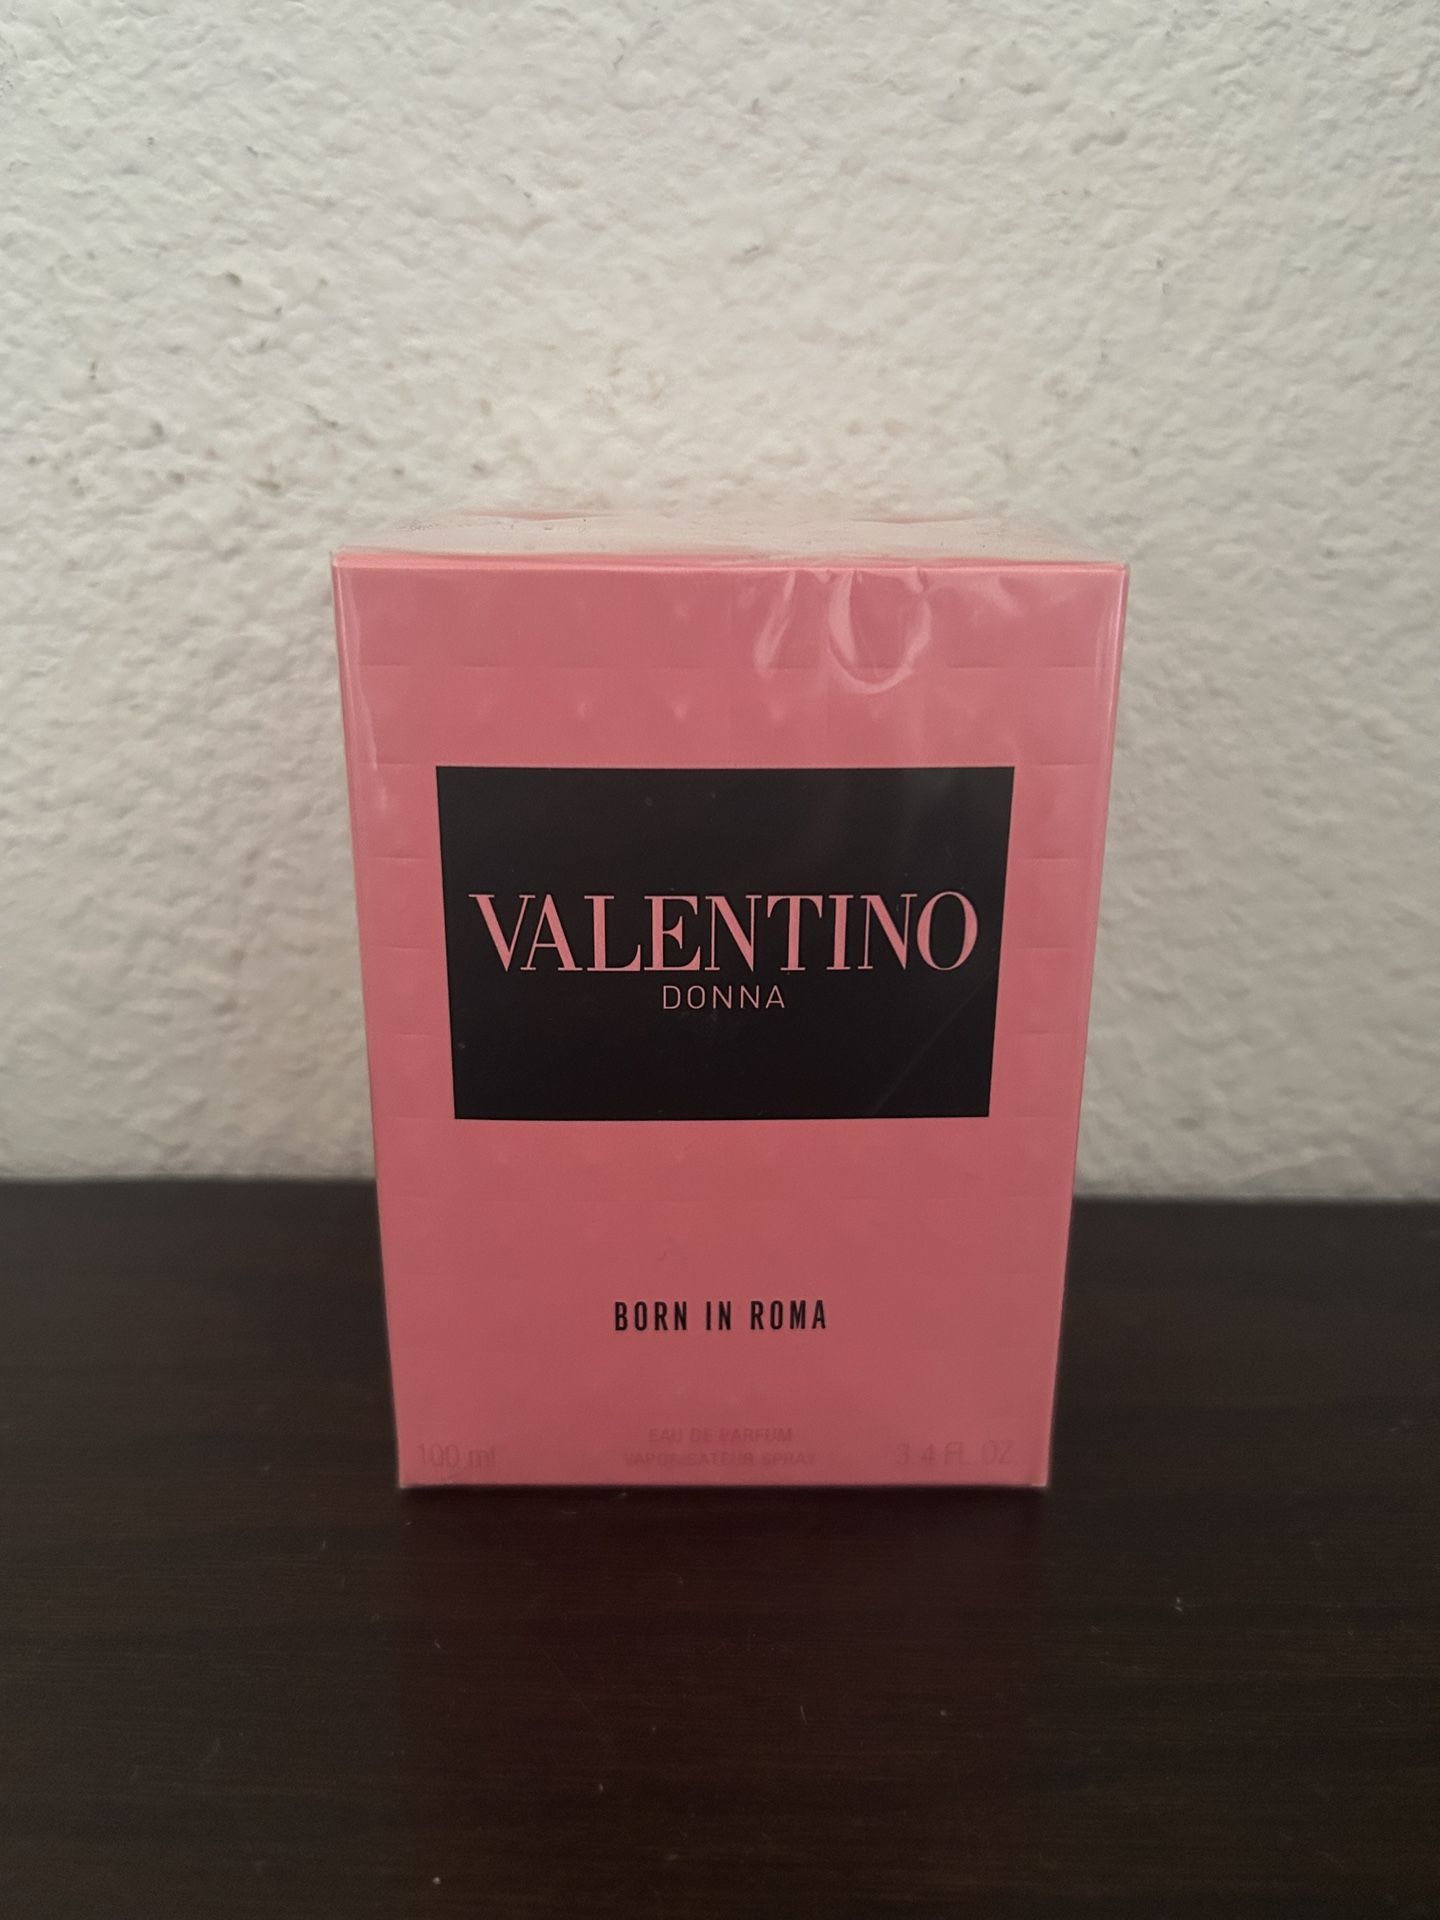 VALENTINO
DONNA
BORN IN ROMA
EAU DE PARFUM
100 ml VAPORISATEUR SPRAY 3.4 FL. OZ